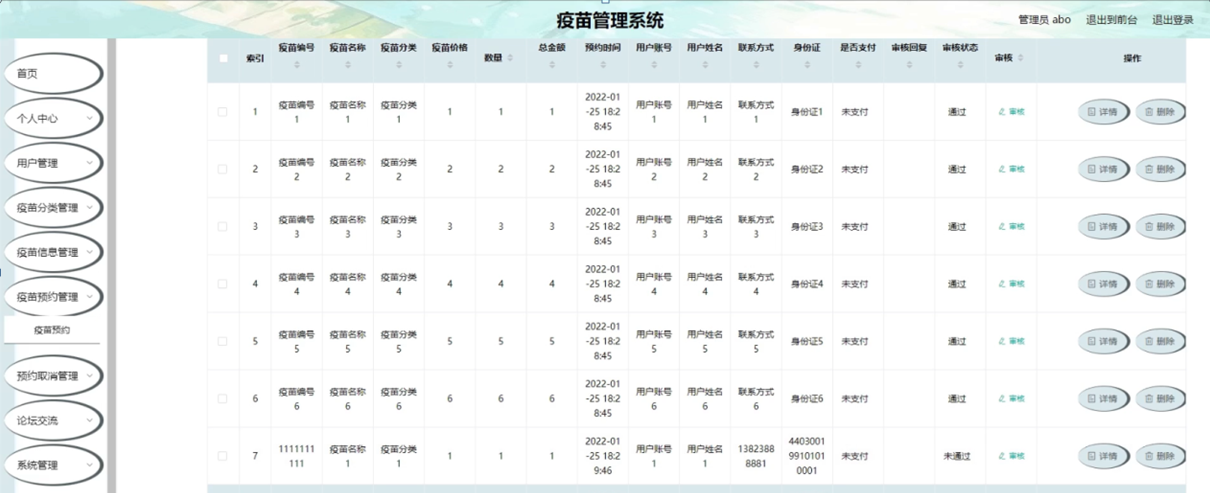 疫苗管理系统
管理员 abo 退出到前台 退出登录
首页
个人中心
用户管理
疫苗分类管理
疫苗信息管理
疫苗预约管理
疫苗预约
预约取消管理
论坛交流
系统管理
索引 疫苗编号 疫苗名称 疫苗分类 疫苗价格 数量 总金额 预约时间 用户账号 用户姓名 联系方式 身份证 是否支付 审核回复 审核状态 审核 操作
1 疫苗编号1 疫苗名称1 疫苗分类1 1 1 1 2022-01-25 18:28:45 用户账号1 用户姓名1 联系方式1 身份证1 未支付 通过 审核 详情 删除
2 疫苗编号2 疫苗名称2 疫苗分类2 2 2 2 2022-01-25 18:28:45 用户账号2 用户姓名2 联系方式2 身份证2 未支付 通过 审核 详情 删除
3 疫苗编号3 疫苗名称3 疫苗分类3 3 3 3 2022-01-25 18:28:45 用户账号3 用户姓名3 联系方式3 身份证3 未支付 通过 审核 详情 删除
4 疫苗编号4 疫苗名称4 疫苗分类4 4 4 4 2022-01-25 18:28:45 用户账号4 用户姓名4 联系方式4 身份证4 未支付 通过 审核 详情 删除
5 疫苗编号5 疫苗名称5 疫苗分类5 5 5 5 2022-01-25 18:28:45 用户账号5 用户姓名5 联系方式5 身份证5 未支付 通过 审核 详情 删除
6 疫苗编号6 疫苗名称6 疫苗分类6 6 6 6 2022-01-25 18:28:45 用户账号6 用户姓名6 联系方式6 身份证6 未支付 通过 审核 详情 删除
7 1111111111 疫苗名称1 疫苗分类1 1 1 1 2022-01-25 18:29:46 用户账号1 用户姓名1 13823888881 440300199101010001 未支付 未通过 审核 详情 删除